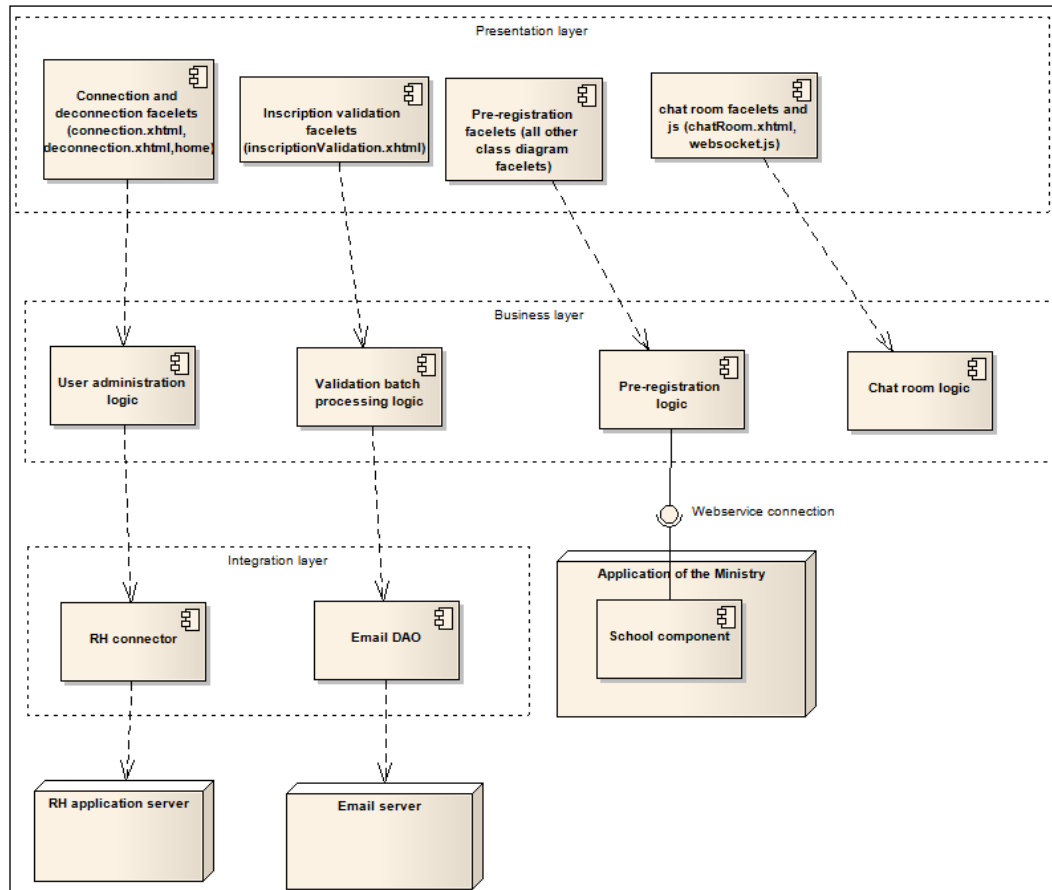 Presentation layer
Connection and
deconnection facelets
(connection.xhtml,
deconnection.xhtml,home)
Inscription validation
facelets
(inscriptionValidation.xhtml)
Pre-registration
facelets (all other
class diagram
facelets)
chat room facelets and
js (chatRoom.xhtml,
websocket.js)
Business layer
User administration
logic
Validation batch
processing logic
Pre-registration
logic
Chat room logic
Webservice connection
Integration layer
RH connector
Email DAO
Application of the Ministry
School component
RH application server
Email server